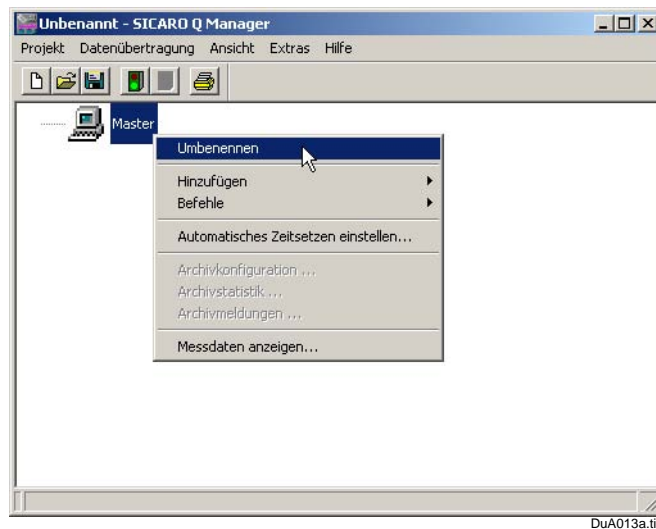 Unbenannt - SICARO Q Manager
Projekt Datenübertragung Ansicht Extras Hilfe
Master
Umbenennen
Hinzufügen
Befehle
Automatisches Zeitsetzen einstellen...
Archivkonfiguration ...
Archivstatistik ...
Archivmeldungen ...
Messdaten anzeigen...
DuA013a.ti